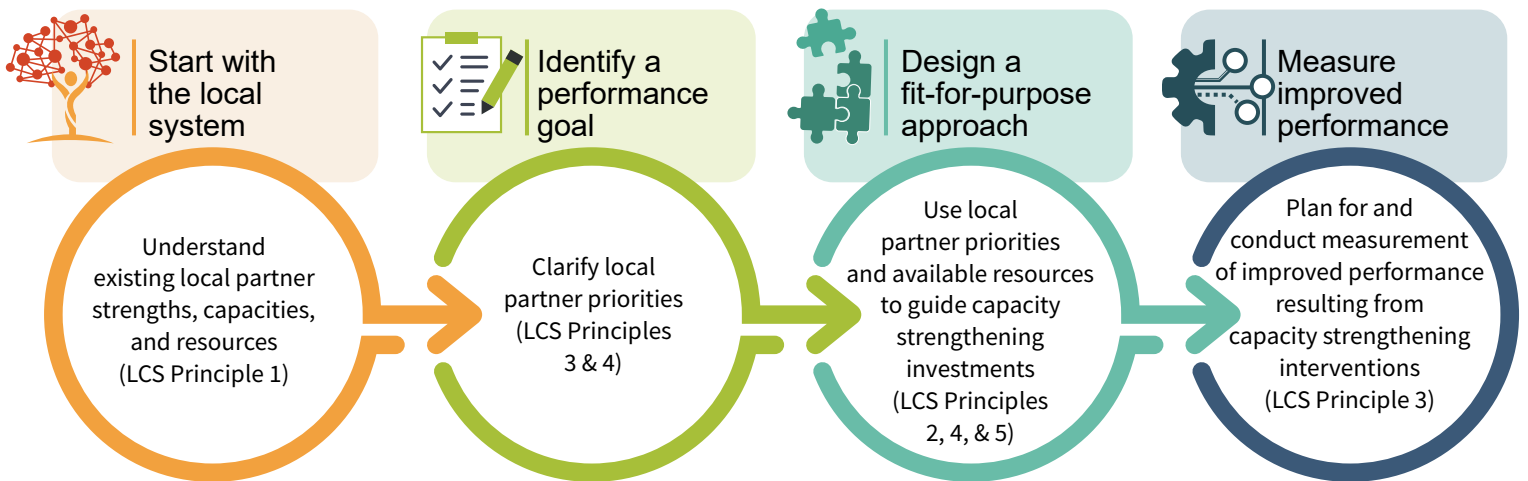 Start with
the local
system
Understand
existing local partner
strengths, capacities,
and resources
(LCS Principle 1)
Identify a
performance
goal
Clarify local
partner priorities
(LCS Principles
3 & 4)
Design a
fit-for-purpose
approach
Use local
partner priorities
and available resources
to guide capacity
strengthening
investments
(LCS Principles
2, 4, & 5)
Measure
improved
performance
Plan for and
conduct measurement
of improved performance
resulting from
capacity strengthening
interventions
(LCS Principle 3)